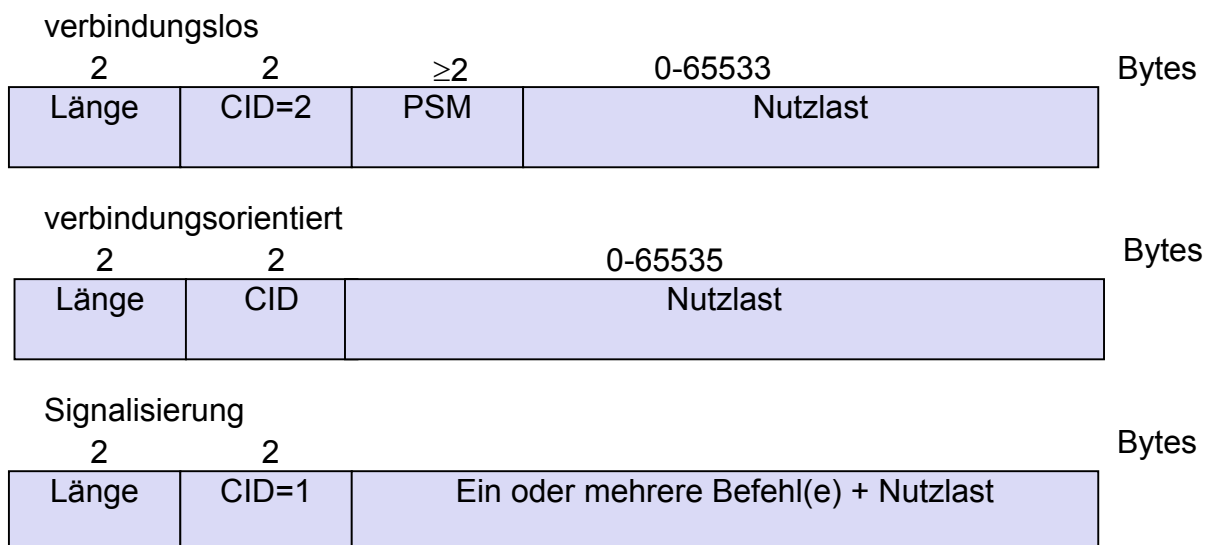 verbindungslos
2 2 ≥2 0-65533 Bytes
Länge CID=2 PSM Nutzlast
verbindungsorientiert
2 2 0-65535 Bytes
Länge CID Nutzlast
Signalisierung
2 2 Bytes
Länge CID=1 Ein oder mehrere Befehl(e) + Nutzlast